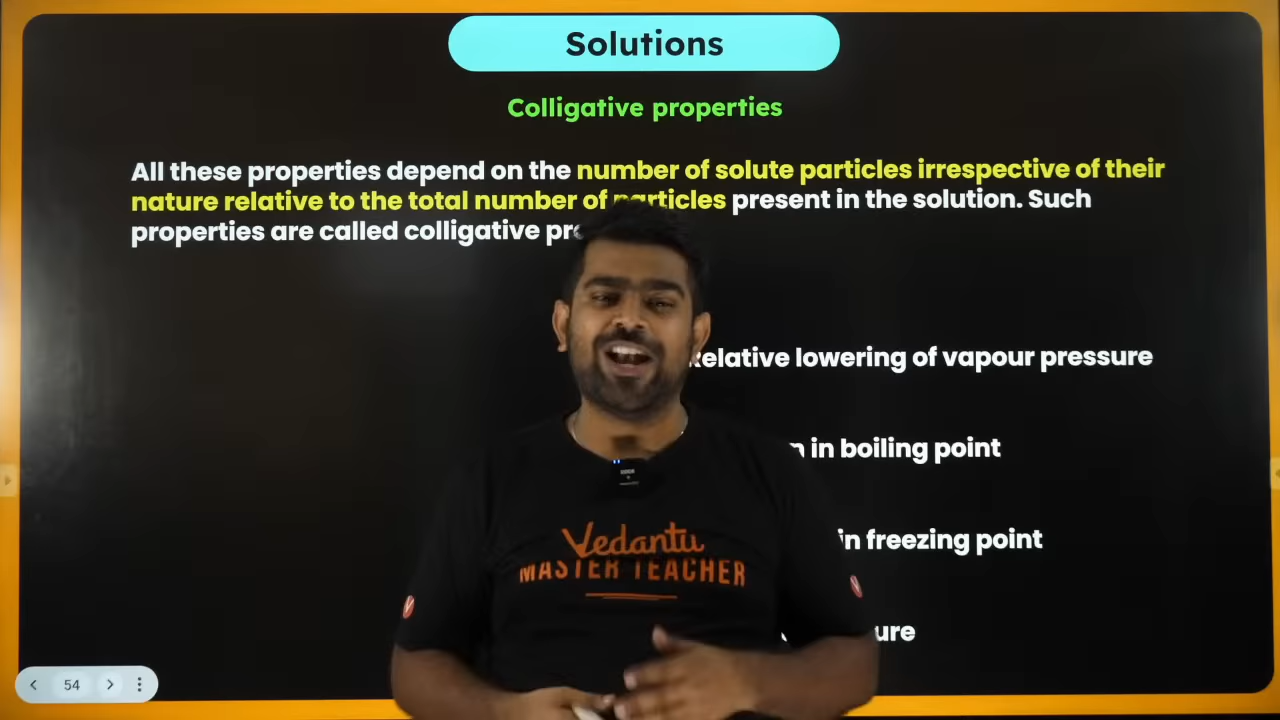 Solutions
Colligative properties
All these properties depend on the number of solute particles irrespective of their
nature relative to the total number of particles present in the solution. Such
properties are called colligative
Relative lowering of vapour pressure
in boiling point
in freezing point
Vedantu
MASTER TEACHER
54